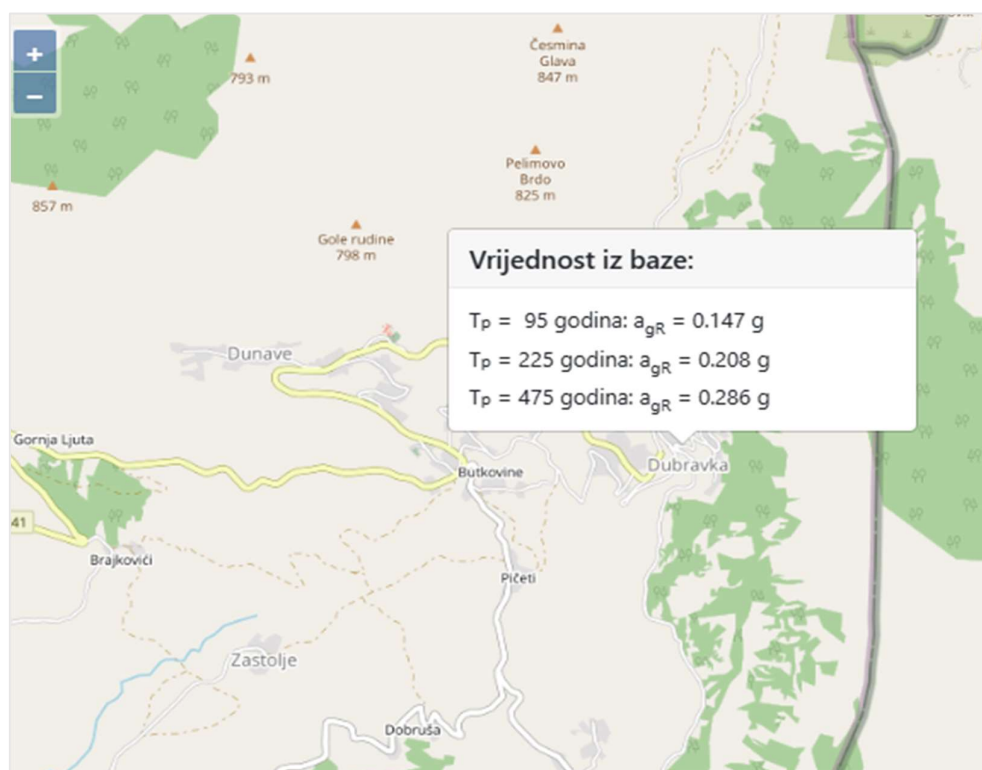 +
−
793 m
Česmina
Glava
847 m
Pelimovo
Brdo
825 m
857 m
Gole rudine
798 m
Vrijednost iz baze:
Tp = 95 godina: agR = 0.147 g
Tp = 225 godina: agR = 0.208 g
Tp = 475 godina: agR = 0.286 g
Dunave
Gornja Ljuta
Butkovine
Dubravka
41
Brajkovići
Pičeti
Zastolje
Dobruša